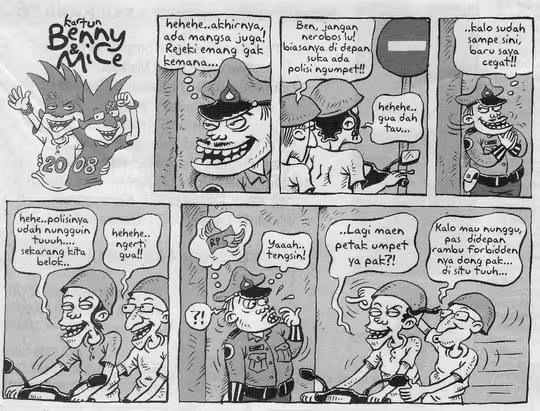 kartun
Benny
&
MiCe
20 08
hehehe..akhirnya,
ada mangsa juga!
Rejeki emang gak
kemana...
Ben, jangan
nerobos lu!
biasanya di depan
suka ada
polisi ngumpet!!
hehehe..
gua dah
tau...
..kalo sudah
sampe sini,
baru saya
cegat!!
hehe..polisinya
udah nungguin
tuuuh....
sekarang kita
belok..
hehehe..
ngerti
gua!!
RP
?!
Yaaah..
tengsin!
..Lagi maen
petak umpet
ya pak?!
Kalo mau nunggu,
pas didepan
rambu forbidden
nya dong pak...
di situ tuuh...